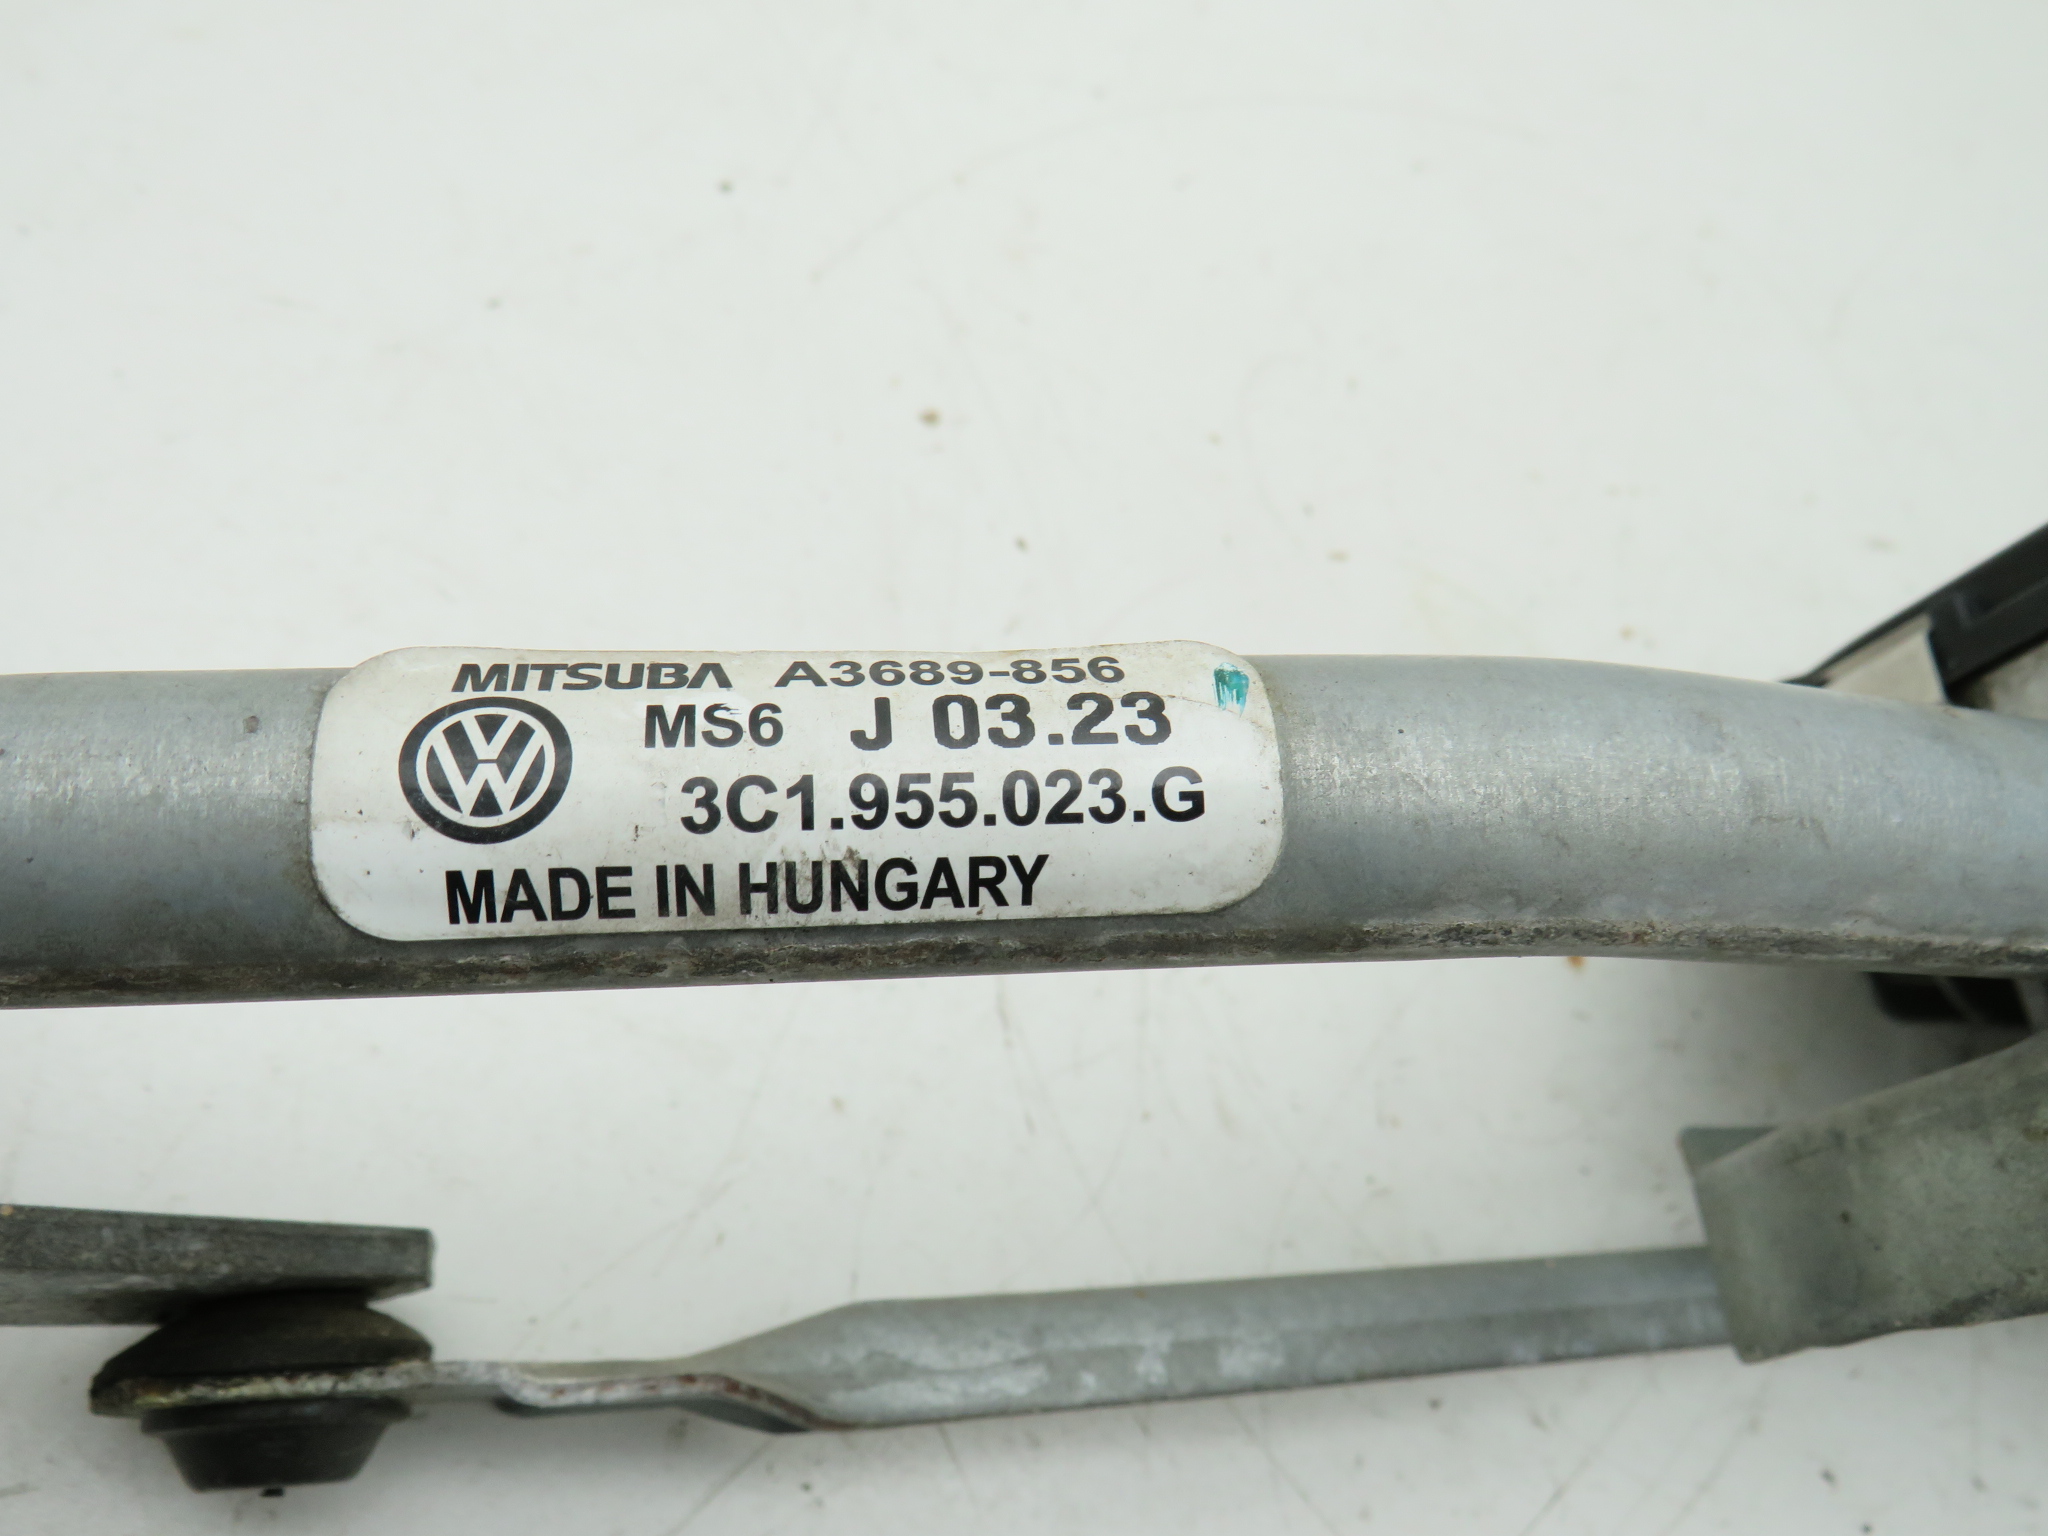 MITSUBA A3689-856
MS6 J 03.23
3C1.955.023.G
MADE IN HUNGARY